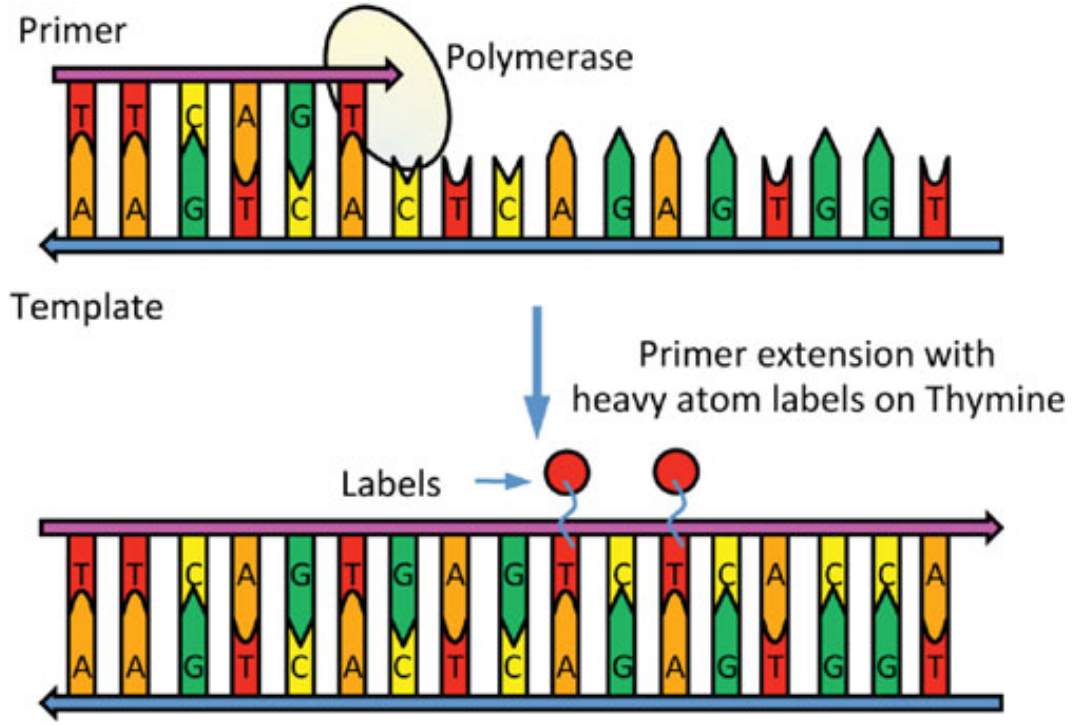 Primer
Polymerase
T T C A G T
A A G T C A C T C A G A G T G G T
Template
Primer extension with
heavy atom labels on Thymine
Labels
T T C A G T G A G T C T C A C C A
A A G T C A C T C A G A G T G G T